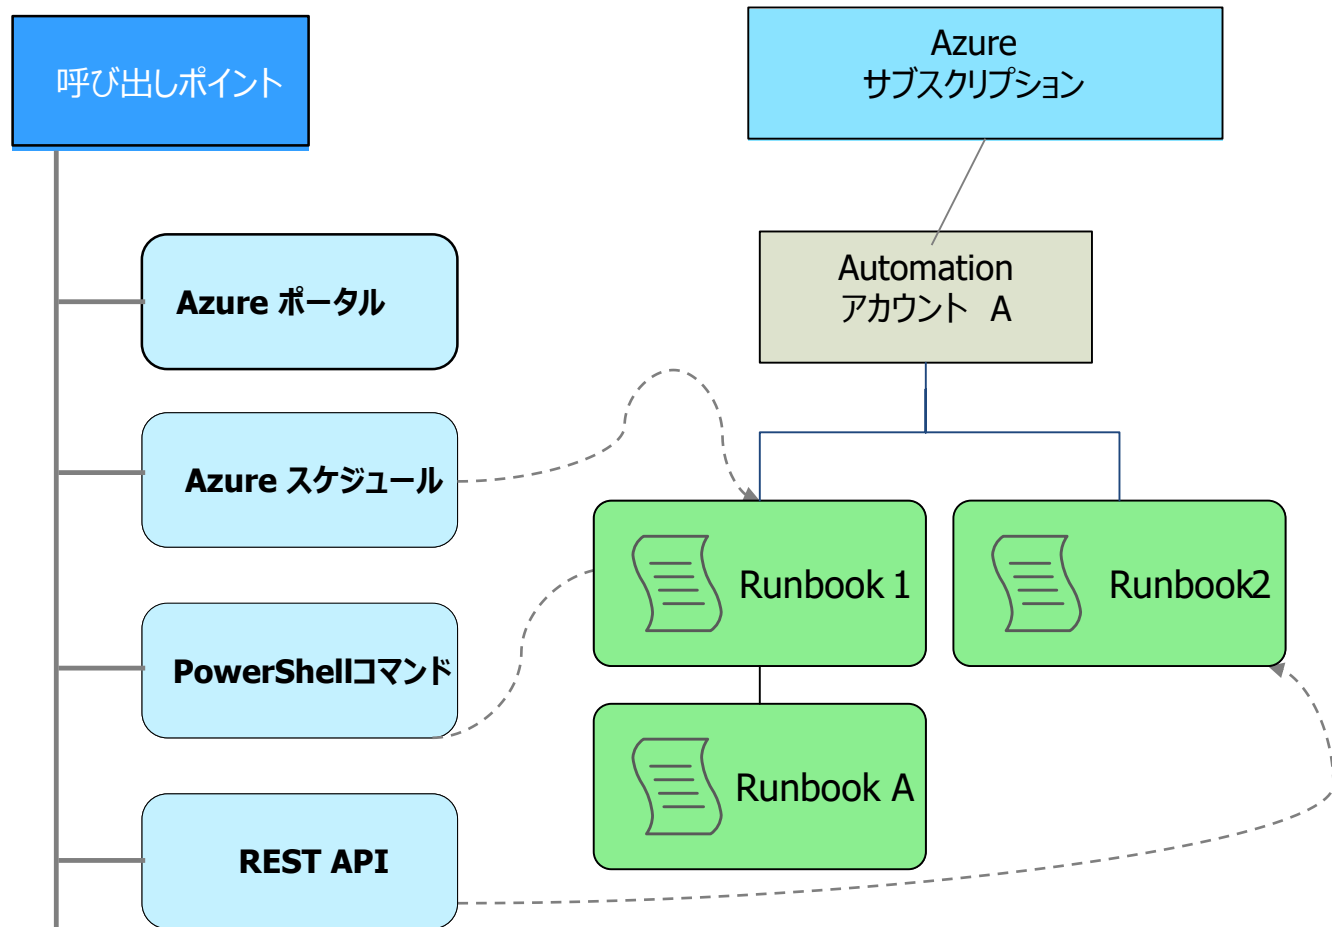 呼び出しポイント
Azure
サブスクリプション
Azure ポータル
Automation
アカウント A
Azure スケジュール
Runbook 1
Runbook2
PowerShellコマンド
Runbook A
REST API